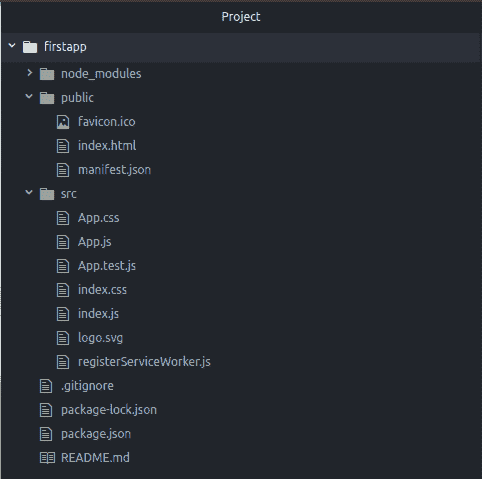 Project
firstapp
node_modules
public
favicon.ico
index.html
manifest.json
src
App.css
App.js
App.test.js
index.css
index.js
logo.svg
registerServiceWorker.js
.gitignore
package-lock.json
package.json
README.md